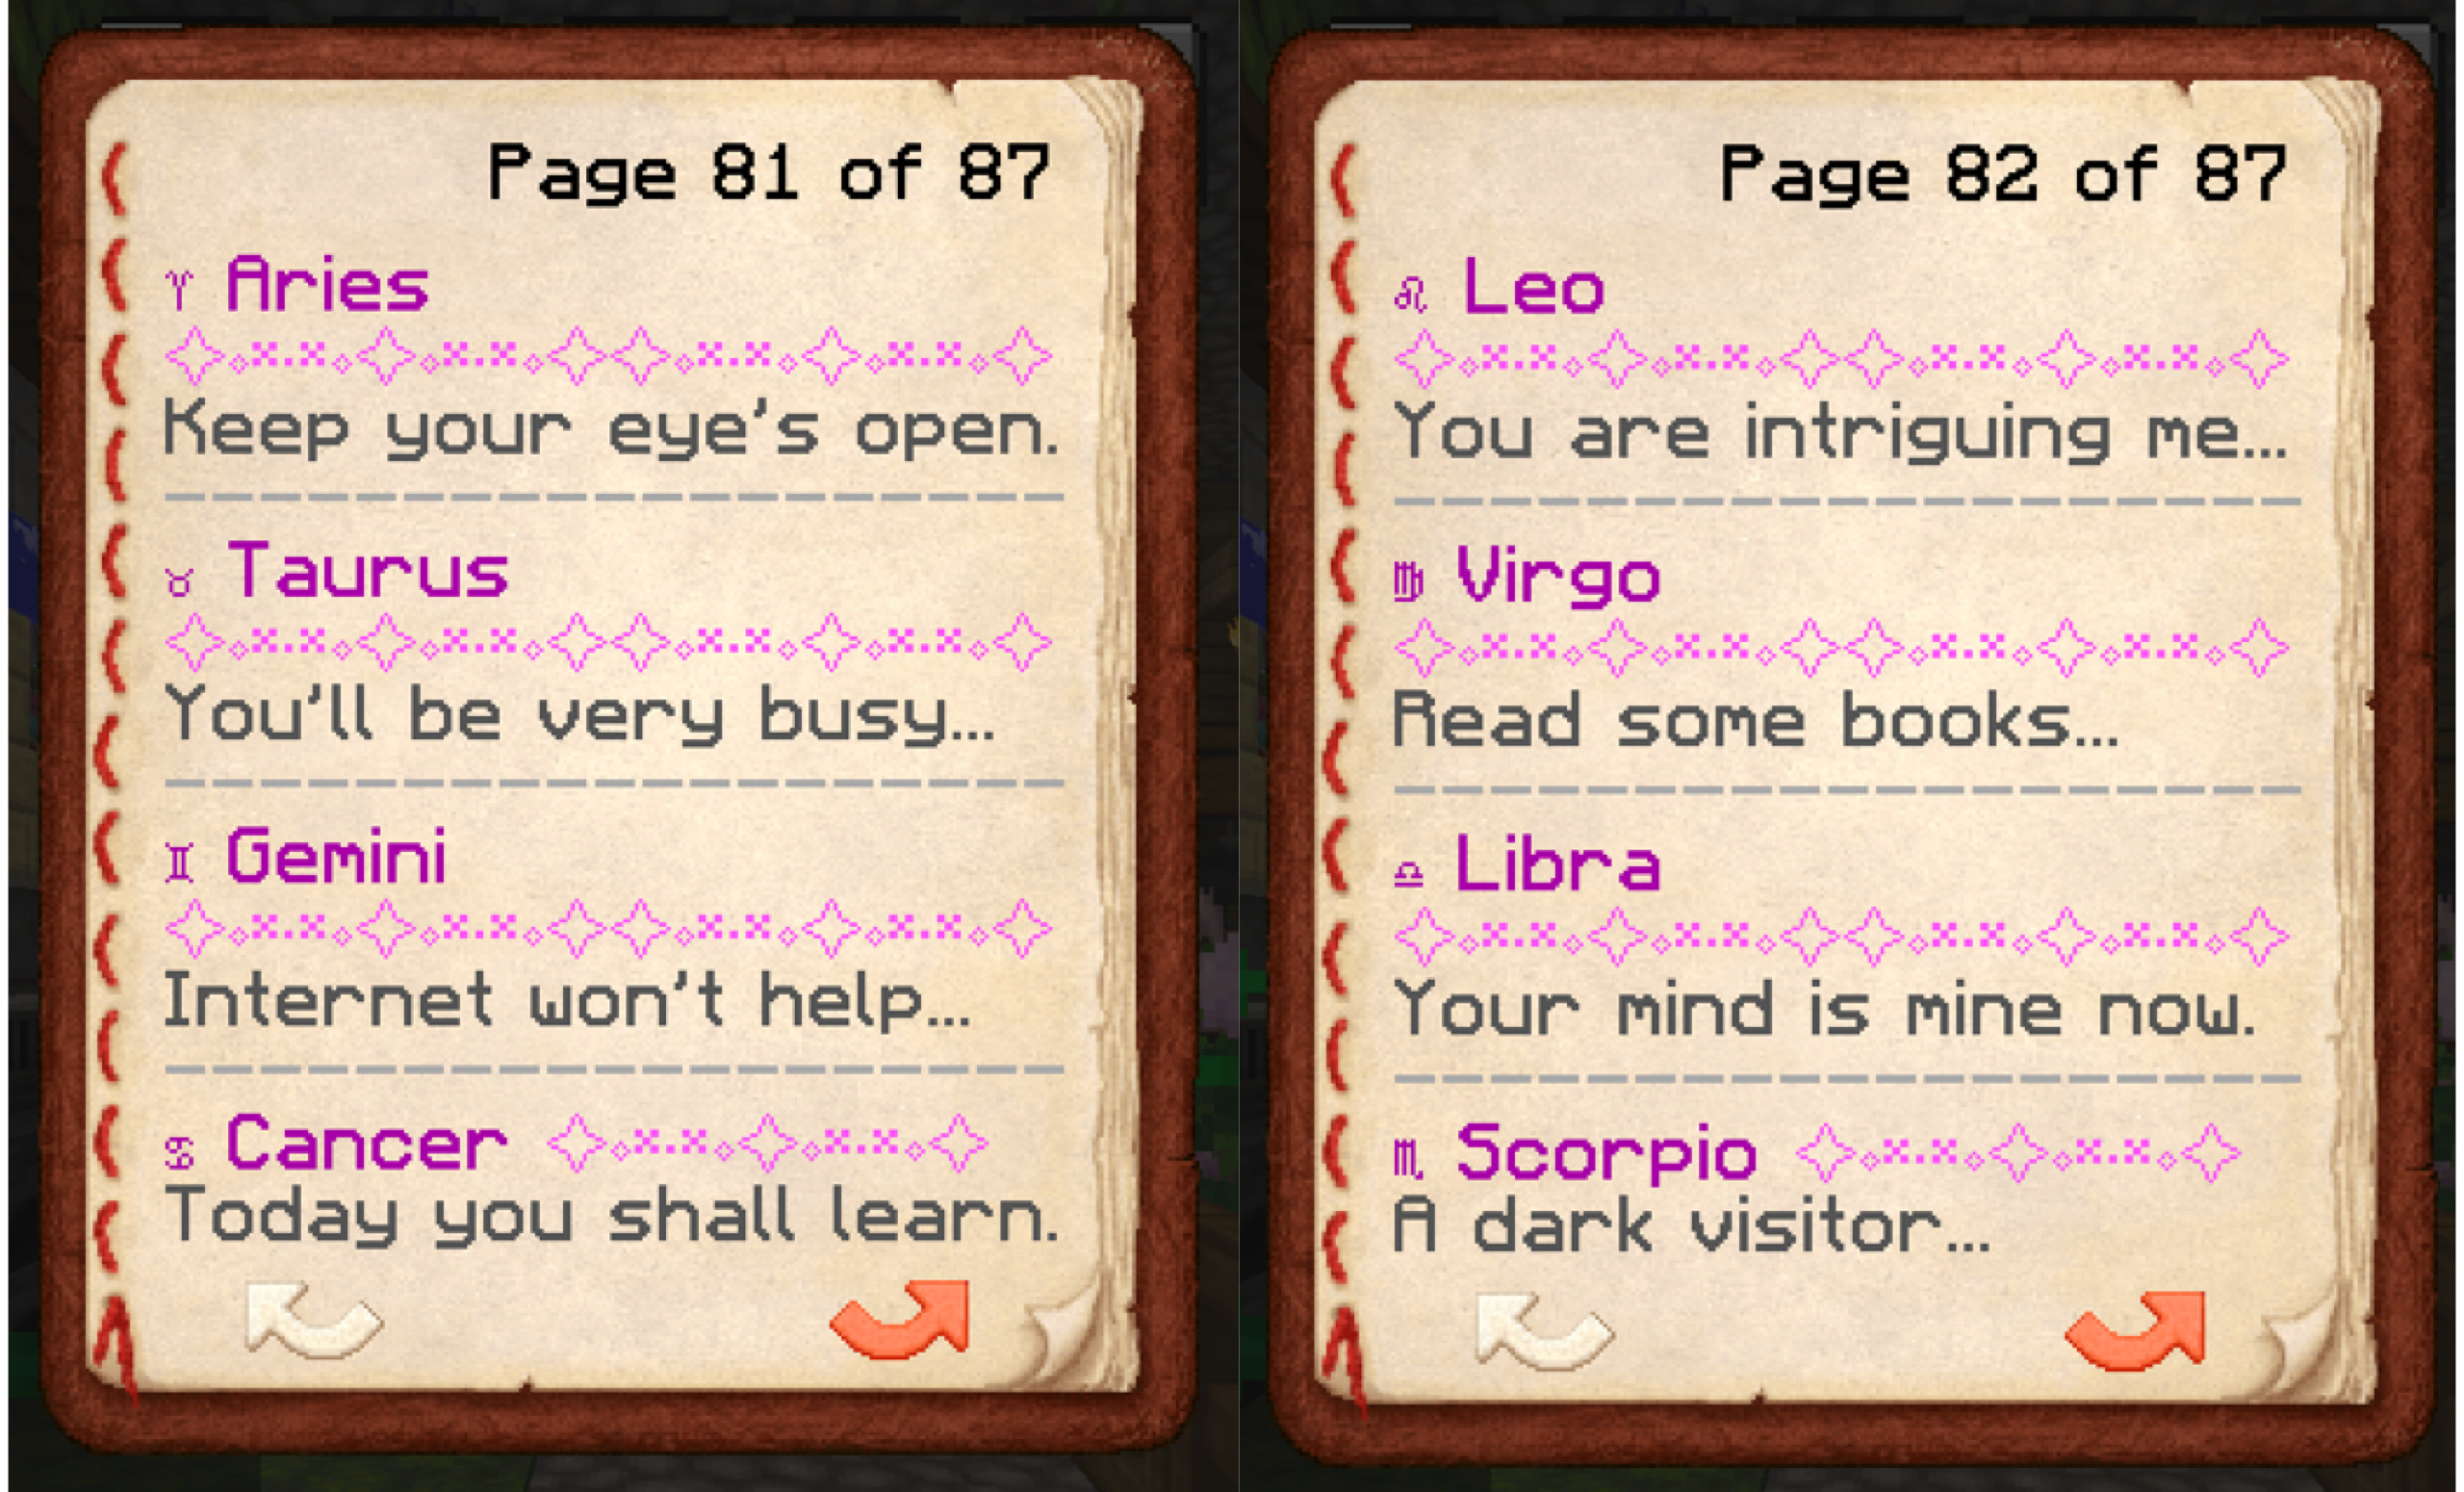 Page 81 of 87
♈ Aries
Keep your eye's open.
♉ Taurus
You'll be very busy...
♊ Gemini
Internet won't help...
♋ Cancer
Today you shall learn.
Page 82 of 87
♌ Leo
You are intriguing me...
♍ Virgo
Read some books...
♎ Libra
Your mind is mine now.
♏ Scorpio
A dark visitor...